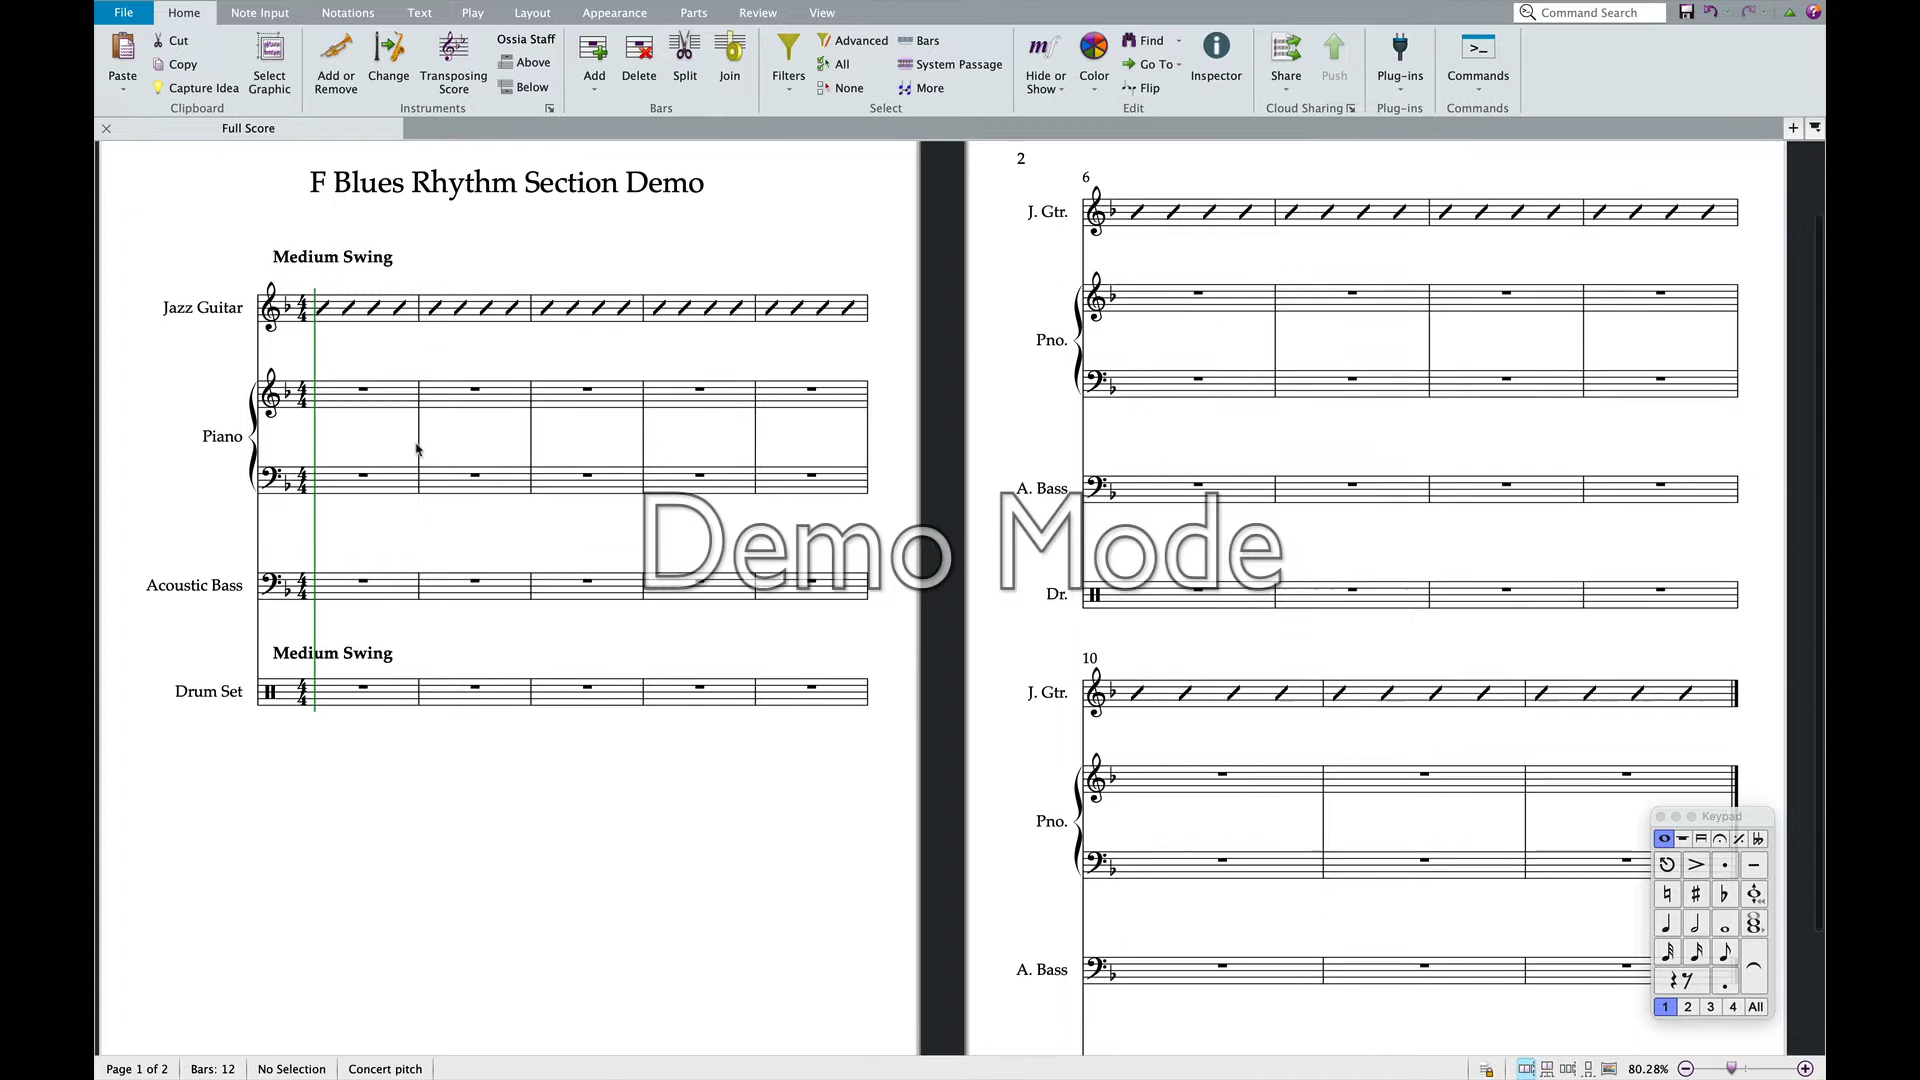 File Home Note Input Notations Text Play Layout Appearance Parts Review View Command Search
Paste Cut Copy Capture Idea Select Graphic Clipboard
Add or Remove Change Transposing Score Ossia Staff Above Below Instruments
Add Delete Split Join Bars
Filters Advanced All None Bars System Passage More Select
Hide or Show Color Find Go To Flip Inspector Edit
Share Push Cloud Sharing
Plug-ins Plug-ins
Commands Commands
Full Score
F Blues Rhythm Section Demo
Medium Swing
Jazz Guitar
Piano
Acoustic Bass
Medium Swing
Drum Set
2
6
J. Gtr.
Pno.
A. Bass
Dr.
10
J. Gtr.
Pno.
A. Bass
Demo Mode
Keypad
1 2 3 4 All
Page 1 of 2 Bars: 12 No Selection Concert pitch 80.28%